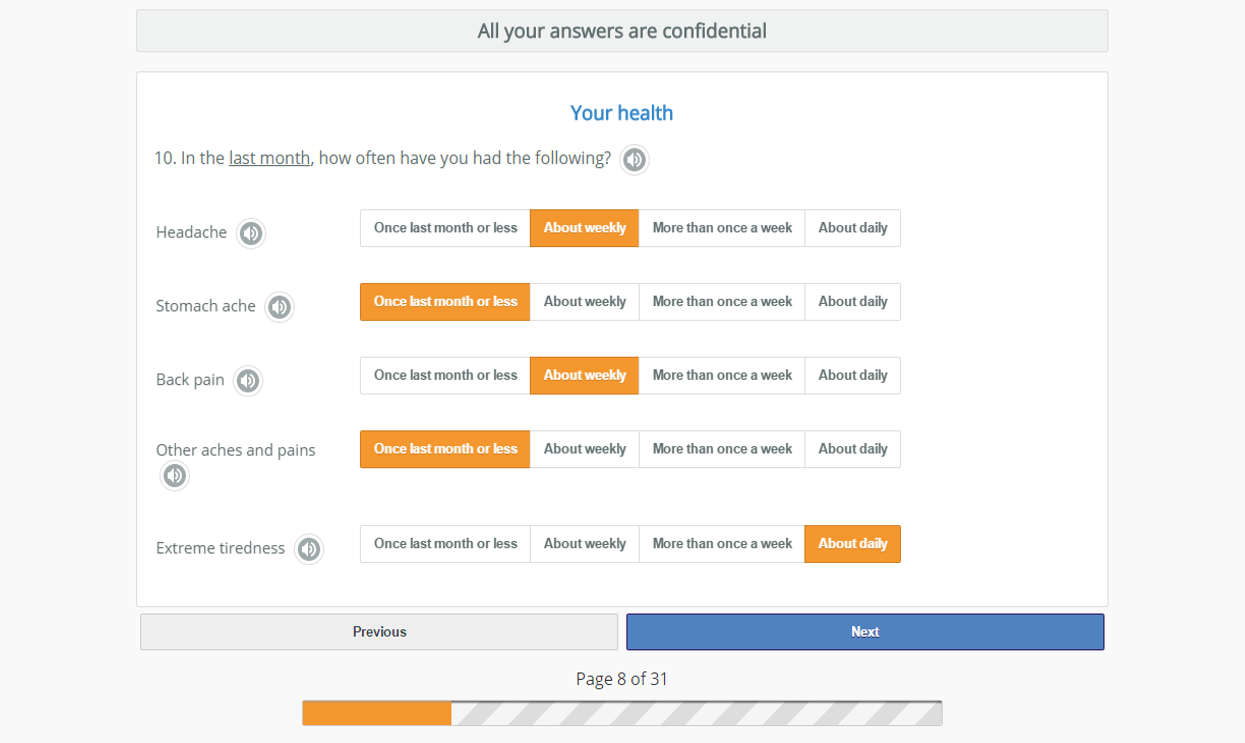 All your answers are confidential
Your health
10. In the last month, how often have you had the following?
Headache
Once last month or less About weekly More than once a week About daily
Stomach ache
Once last month or less About weekly More than once a week About daily
Back pain
Once last month or less About weekly More than once a week About daily
Other aches and pains
Once last month or less About weekly More than once a week About daily
Extreme tiredness
Once last month or less About weekly More than once a week About daily
Previous
Next
Page 8 of 31